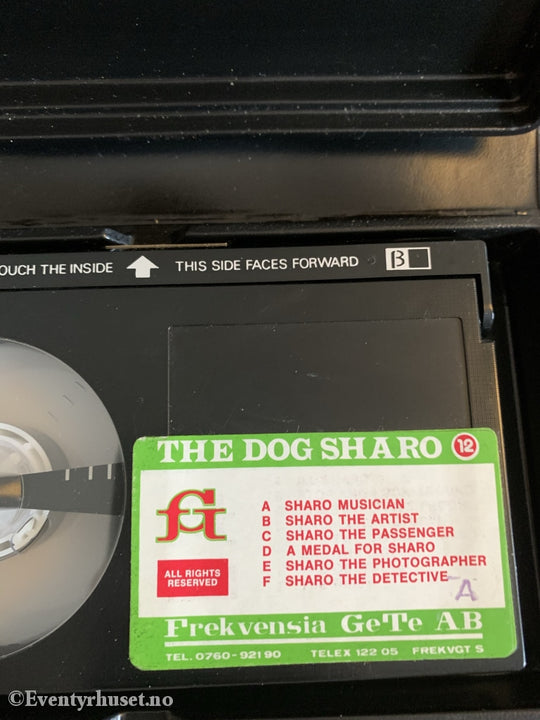 OUCH THE INSIDE THIS SIDE FACES FORWARD β
THE DOG SHARO 12
A SHARO MUSICIAN
B SHARO THE ARTIST
C SHARO THE PASSENGER
D A MEDAL FOR SHARO
E SHARO THE PHOTOGRAPHER
F SHARO THE DETECTIVE
A
ALL RIGHTS
RESERVED
Frekvensia GeTe AB
TEL. 0760-92190 TELEX 122 05 FREKVGT S
©Eventyrhuset.no